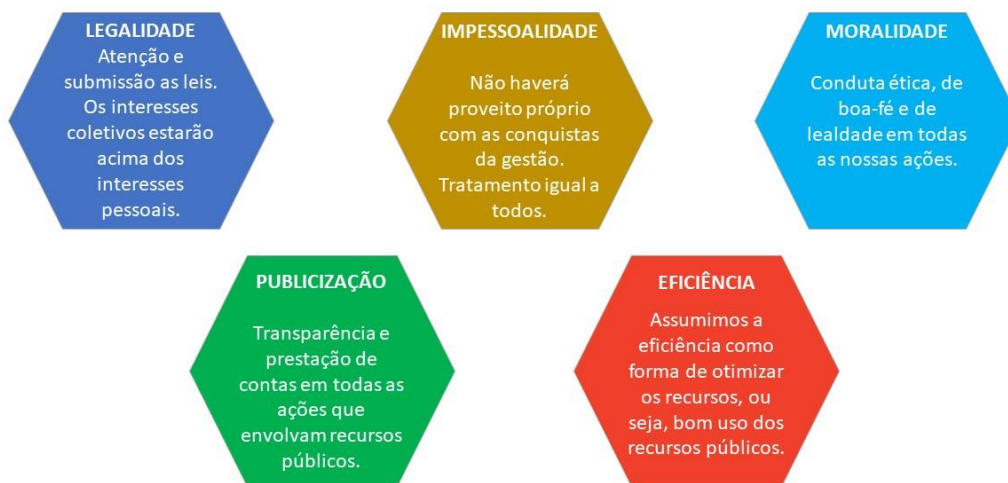 LEGALIDADE
Atenção e
submissão as leis.
Os interesses
coletivos estarão
acima dos
interesses
pessoais.
IMPESSOALIDADE
Não haverá
proveito próprio
com as conquistas
da gestão.
Tratamento igual a
todos.
MORALIDADE
Conduta ética, de
boa-fé e de
lealdade em todas
as nossas ações.
PUBLICIZAÇÃO
Transparência e
prestação de
contas em todas as
ações que
envolvam recursos
públicos.
EFICIÊNCIA
Assumimos a
eficiência como
forma de otimizar
os recursos, ou
seja, bom uso dos
recursos públicos.